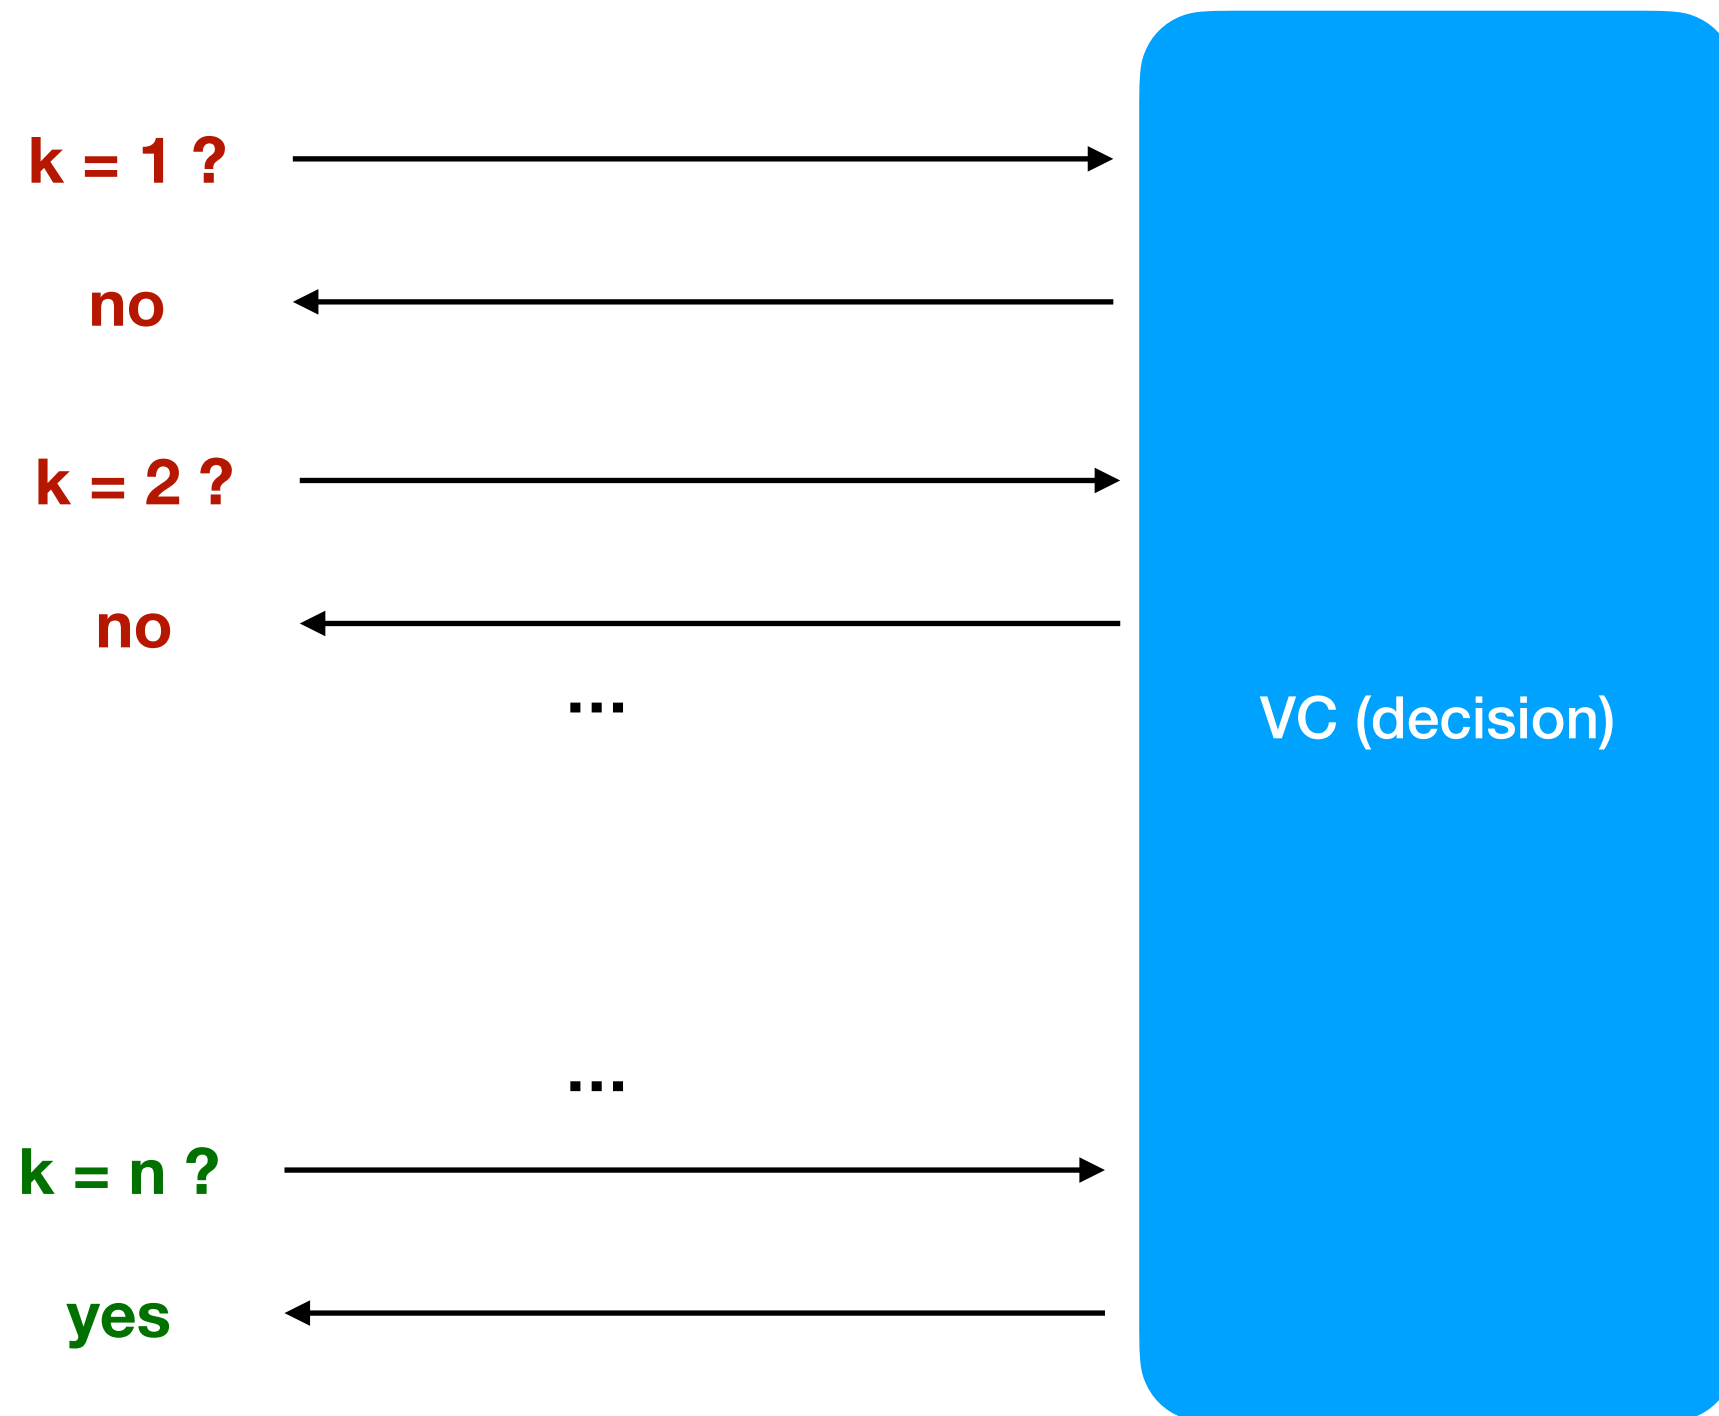 k = 1 ?
no
k = 2 ?
no
...
VC (decision)
...
k = n ?
yes